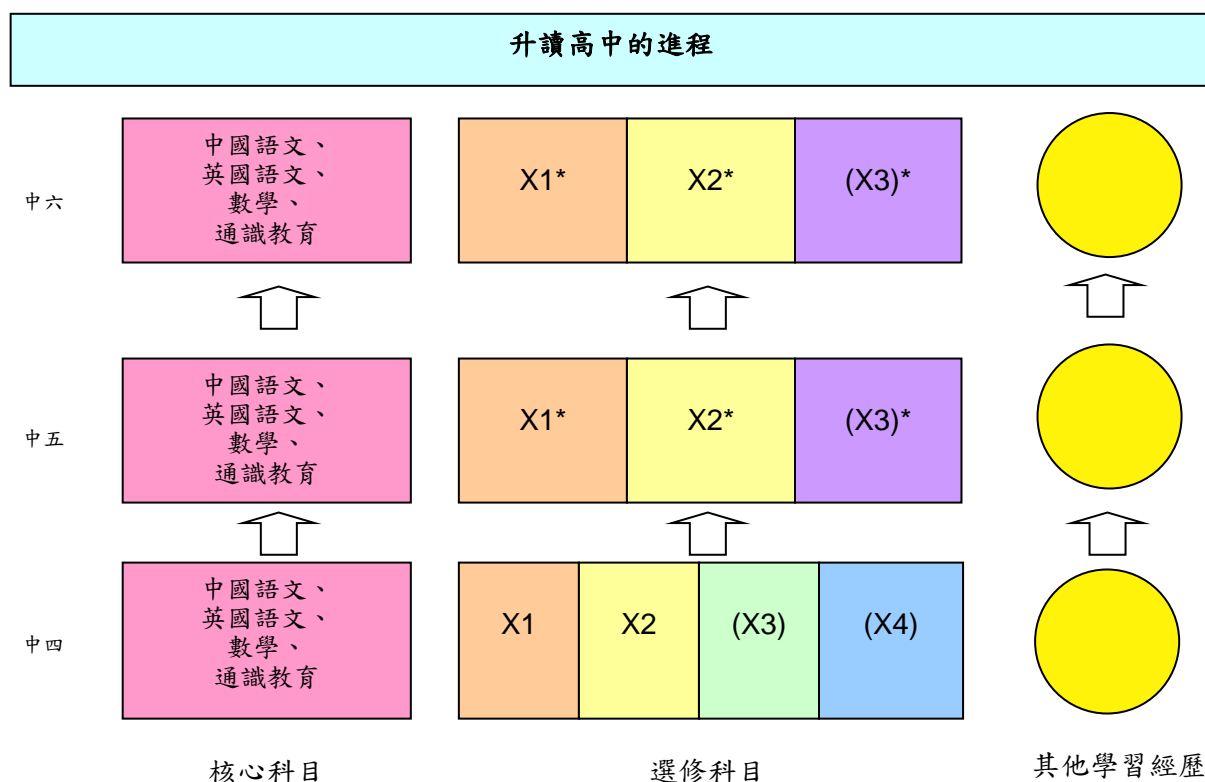 升讀高中的進程
中六
中國語文、
英國語文、
數學、
通識教育
X1*
X2*
(X3)*
中五
中國語文、
英國語文、
數學、
通識教育
X1*
X2*
(X3)*
中四
中國語文、
英國語文、
數學、
通識教育
X1
X2
(X3)
(X4)
核心科目
選修科目
其他學習經歷